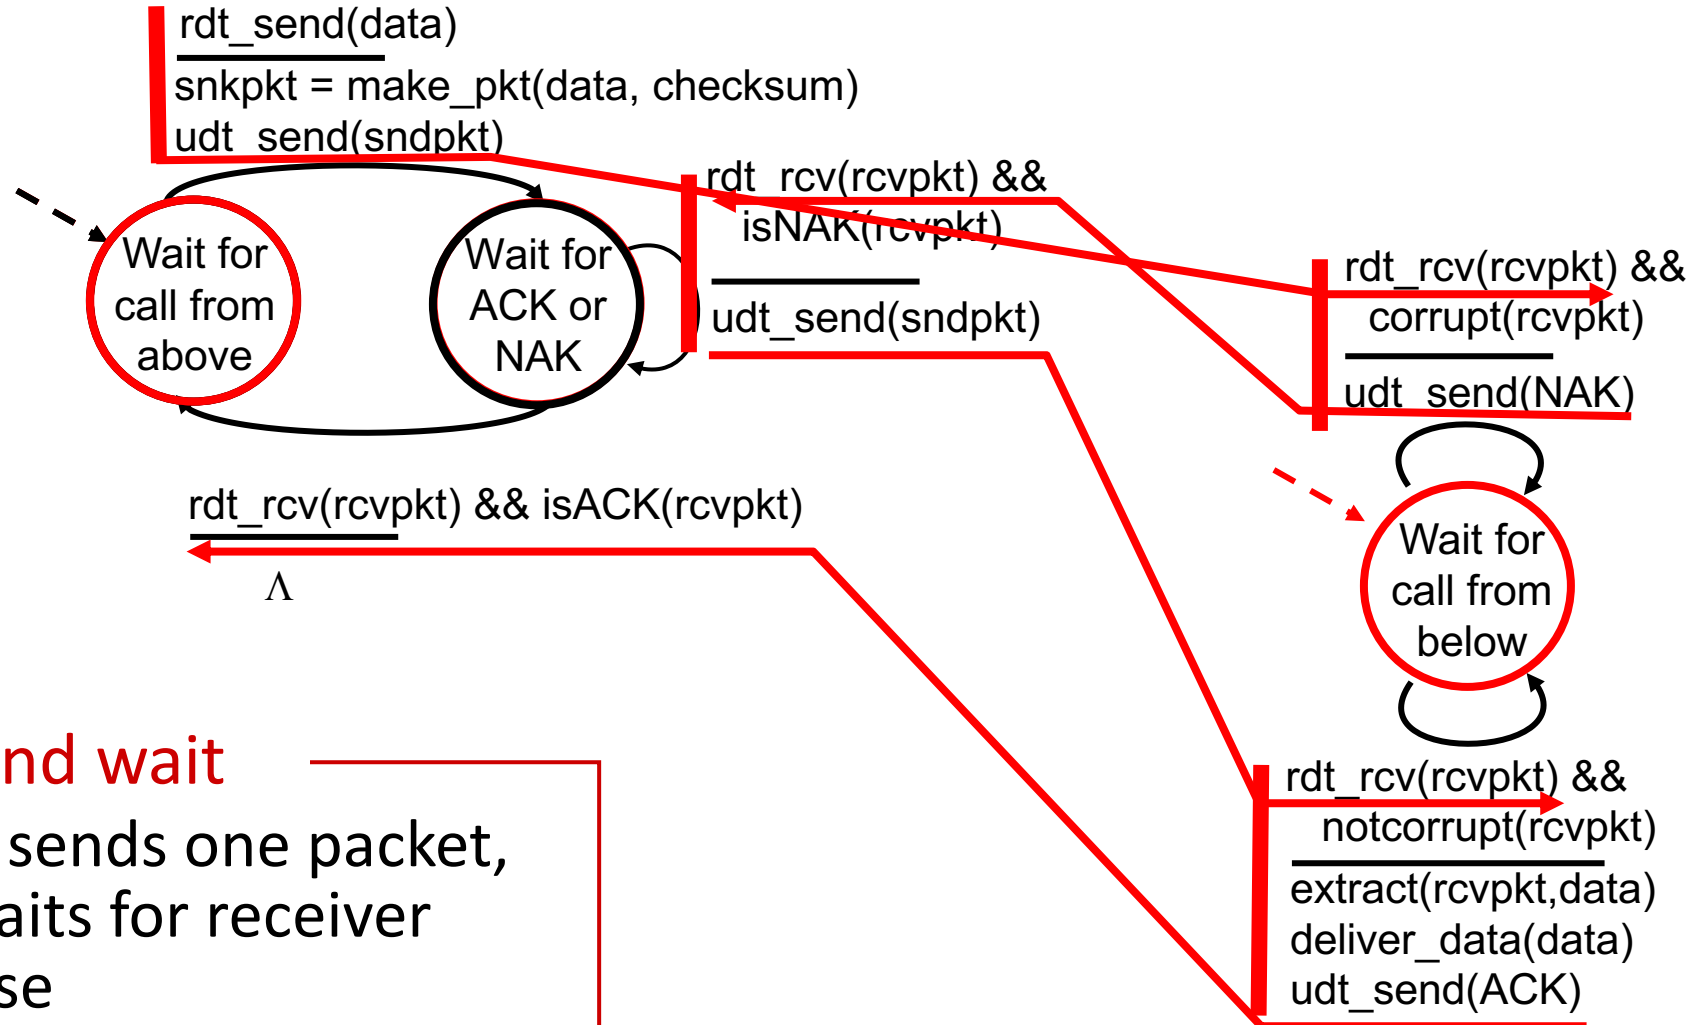 rdt_send(data)
snkpkt = make_pkt(data, checksum)
udt_send(sndpkt)
rdt_rcv(rcvpkt) &&
isNAK(rcvpkt)
udt_send(sndpkt)
Wait for
call from
above
Wait for
ACK or
NAK
rdt_rcv(rcvpkt) && isACK(rcvpkt)
Λ
rdt_rcv(rcvpkt) &&
corrupt(rcvpkt)
udt_send(NAK)
Wait for
call from
below
rdt_rcv(rcvpkt) &&
notcorrupt(rcvpkt)
extract(rcvpkt,data)
deliver_data(data)
udt_send(ACK)
nd wait
sends one packet,
aits for receiver
se